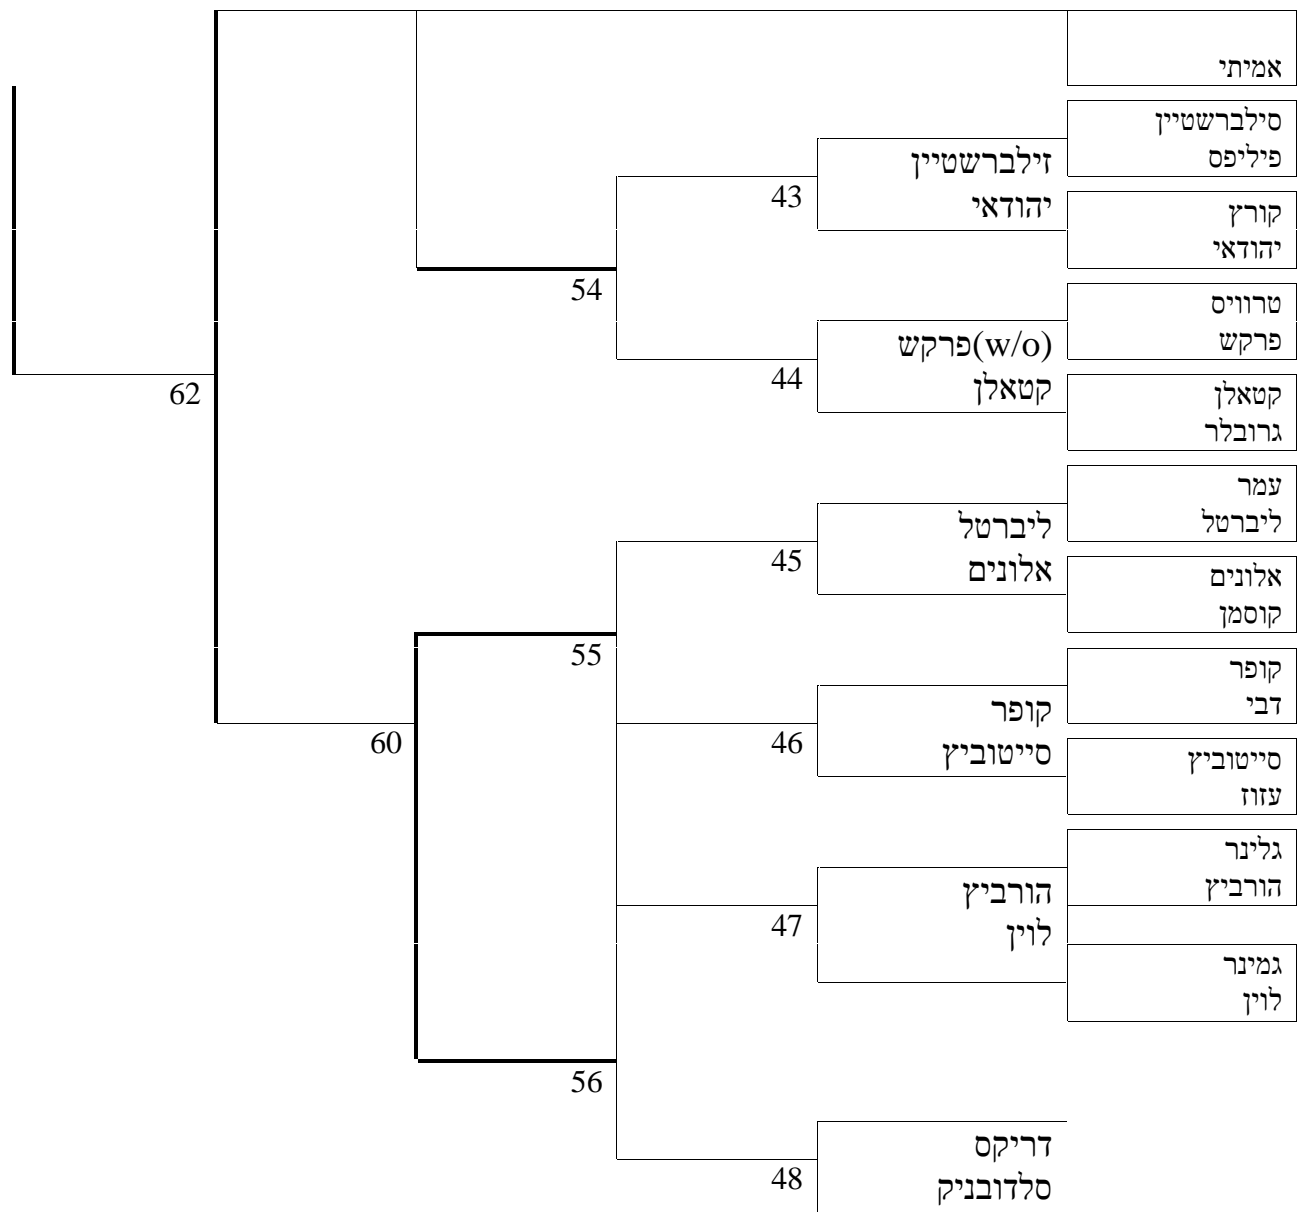 אמיתי
סילברשטיין
פיליפס
זילברשטיין
יהודאי
43
קורץ
יהודאי
54
טרוויס
פרקש
פרקש(w/o)
קטאלן
44
קטאלן
גרובלר
62
עמר
ליברטל
ליברטל
אלונים
45
אלונים
קוסמן
55
קופר
דבי
קופר
סייטוביץ
46
60
סייטוביץ
עזוז
גלינר
הורביץ
הורביץ
לוין
47
גמינר
לוין
56
דריקס
סלדובניק
48